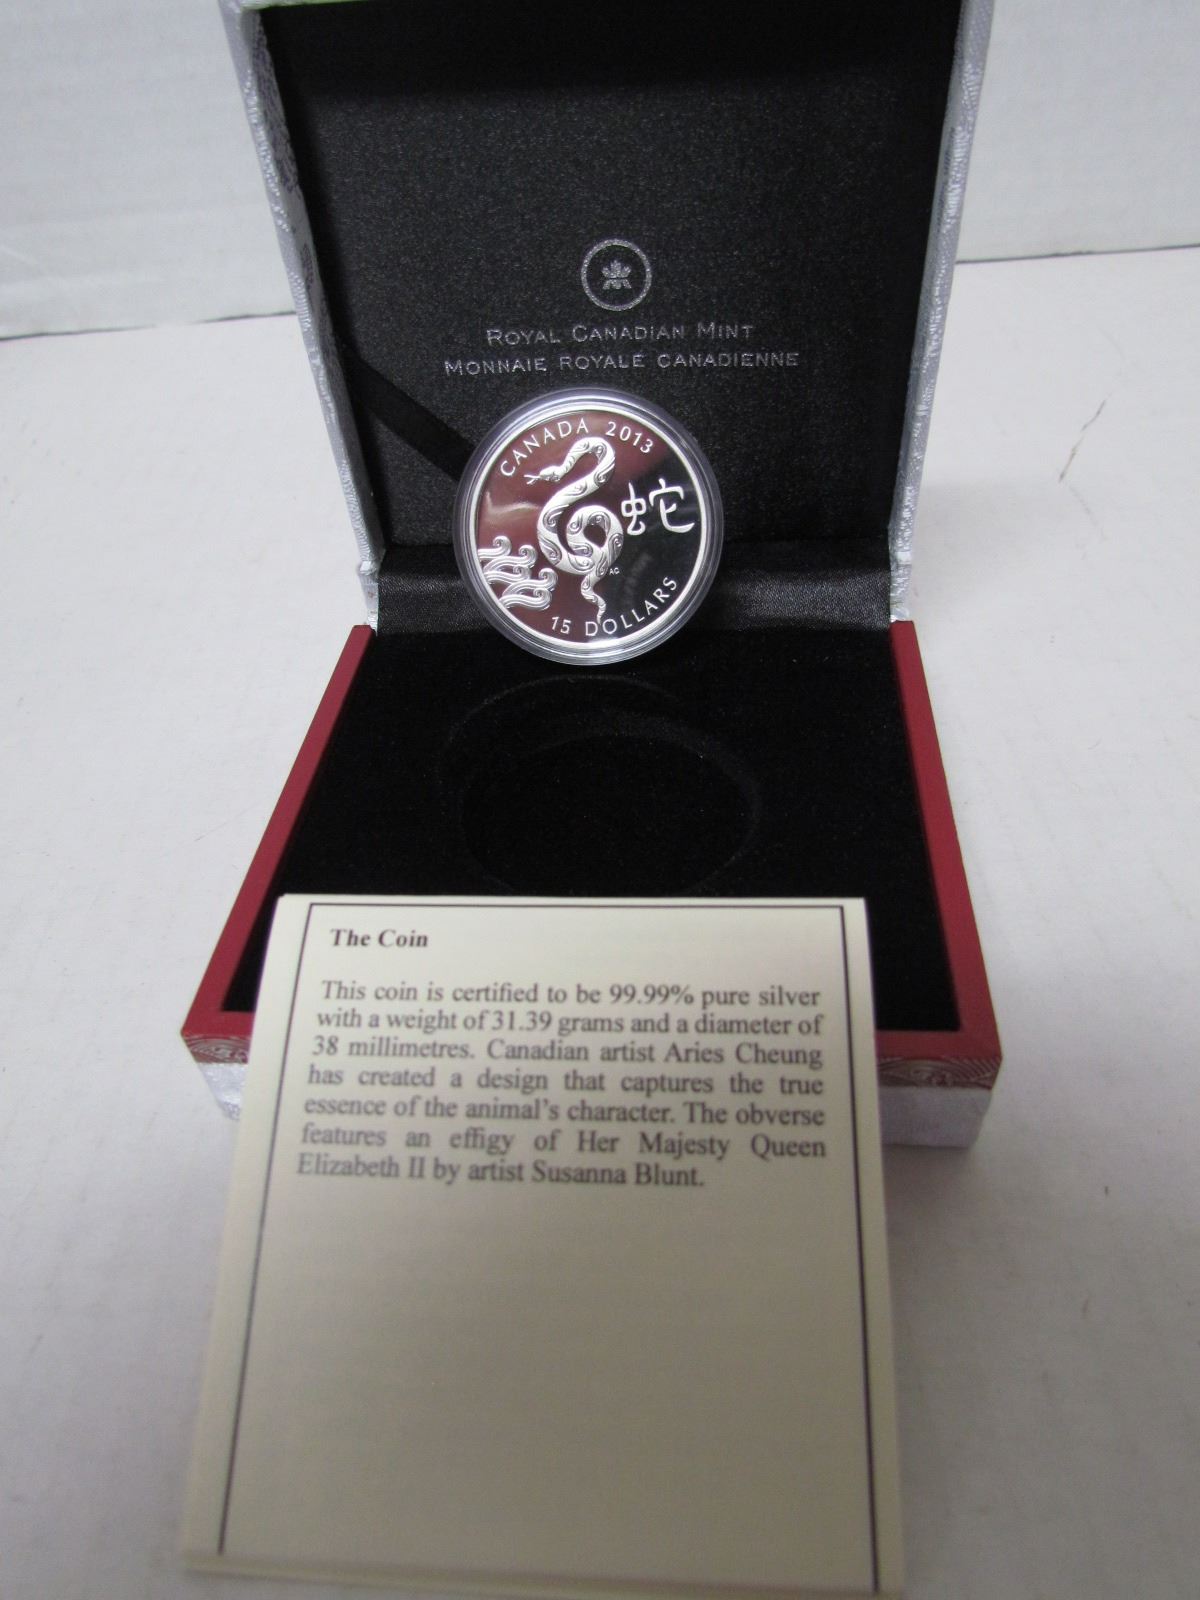 ROYAL CANADIAN MINT
MONNAIE ROYALE CANADIENNE
CANADA 2013
蛇
AC
15 DOLLARS
The Coin
This coin is certified to be 99.99% pure silver
with a weight of 31.39 grams and a diameter of
38 millimetres. Canadian artist Aries Cheung
has created a design that captures the true
essence of the animal's character. The obverse
features an effigy of Her Majesty Queen
Elizabeth II by artist Susanna Blunt.